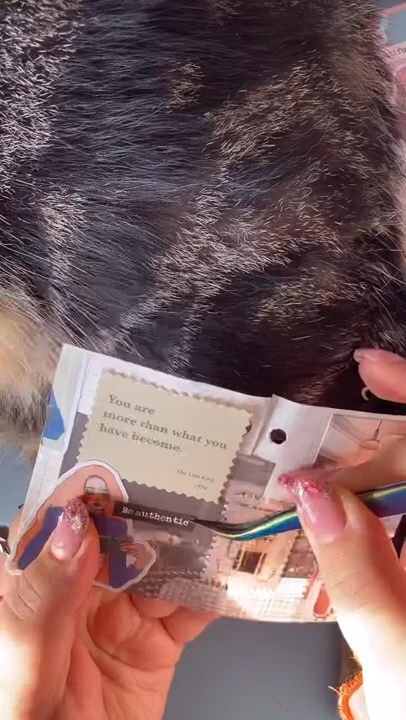 You are
more than what you
have become.
The Lion King
Be authentic